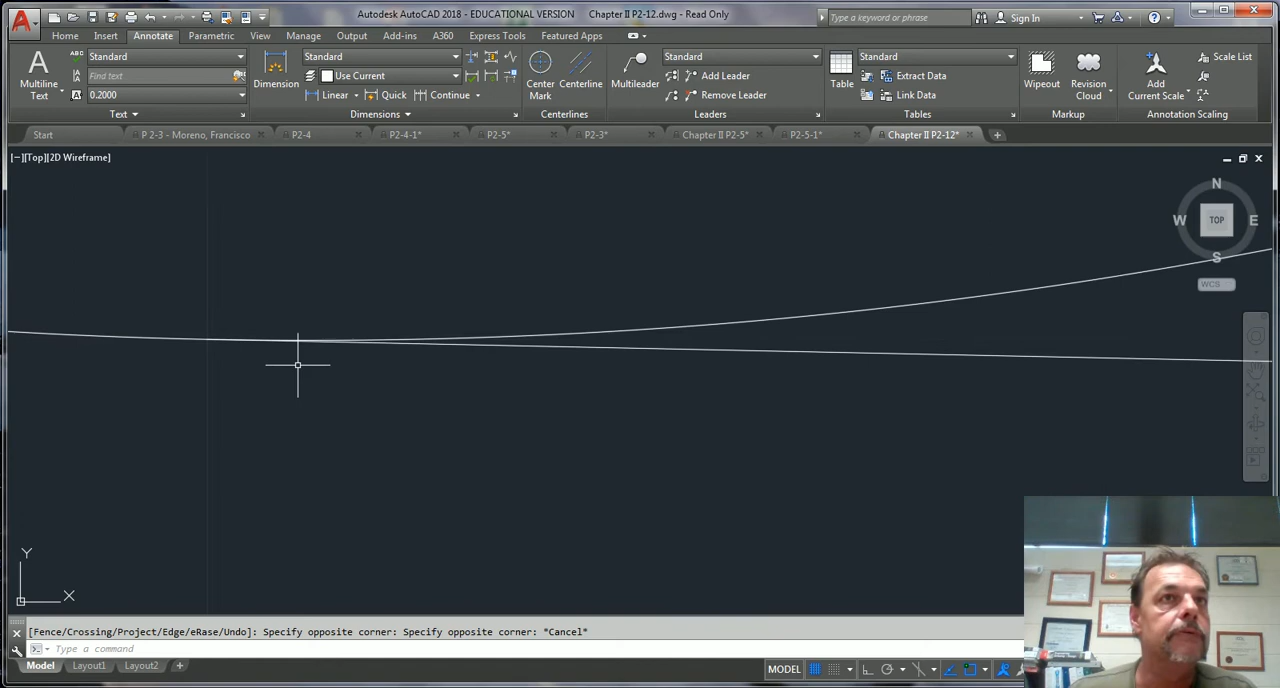 Autodesk AutoCAD 2018 - EDUCATIONAL VERSION Chapter II P2-12.dwg - Read Only
Type a keyword or phrase
Sign In
Home Insert Annotate Parametric View Manage Output Add-ins A360 Express Tools Featured Apps
Standard
Find text
0.2000
Multiline
Text
Text
Dimension
Standard
Use Current
Linear Quick Continue
Dimensions
Center
Mark
Centerline
Centerlines
Multileader
Standard
Add Leader
Remove Leader
Leaders
Table
Standard
Extract Data
Link Data
Tables
Wipeout
Revision
Cloud
Markup
Add
Current Scale
Scale List
Annotation Scaling
Start P 2-3 - Moreno, Francisco P2-4 P2-4-1* P2-5* P2-3* Chapter II P2-5* P2-5-1* Chapter II P2-12*
[−][Top][2D Wireframe]
N
W TOP E
S
WCS
Y
X
[Fence/Crossing/Project/Edge/eRase/Undo]: Specify opposite corner: Specify opposite corner: *Cancel*
Type a command
Model Layout1 Layout2 +
MODEL